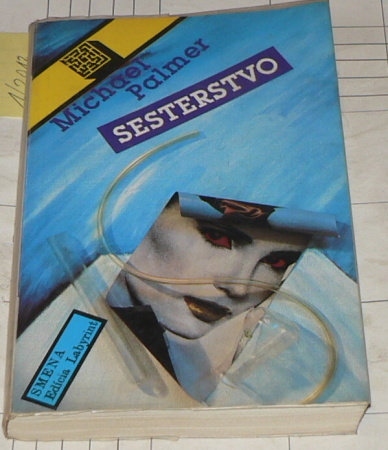 Michael
Palmer
SESTERSTVO
SMENA
Edícia Labyrint